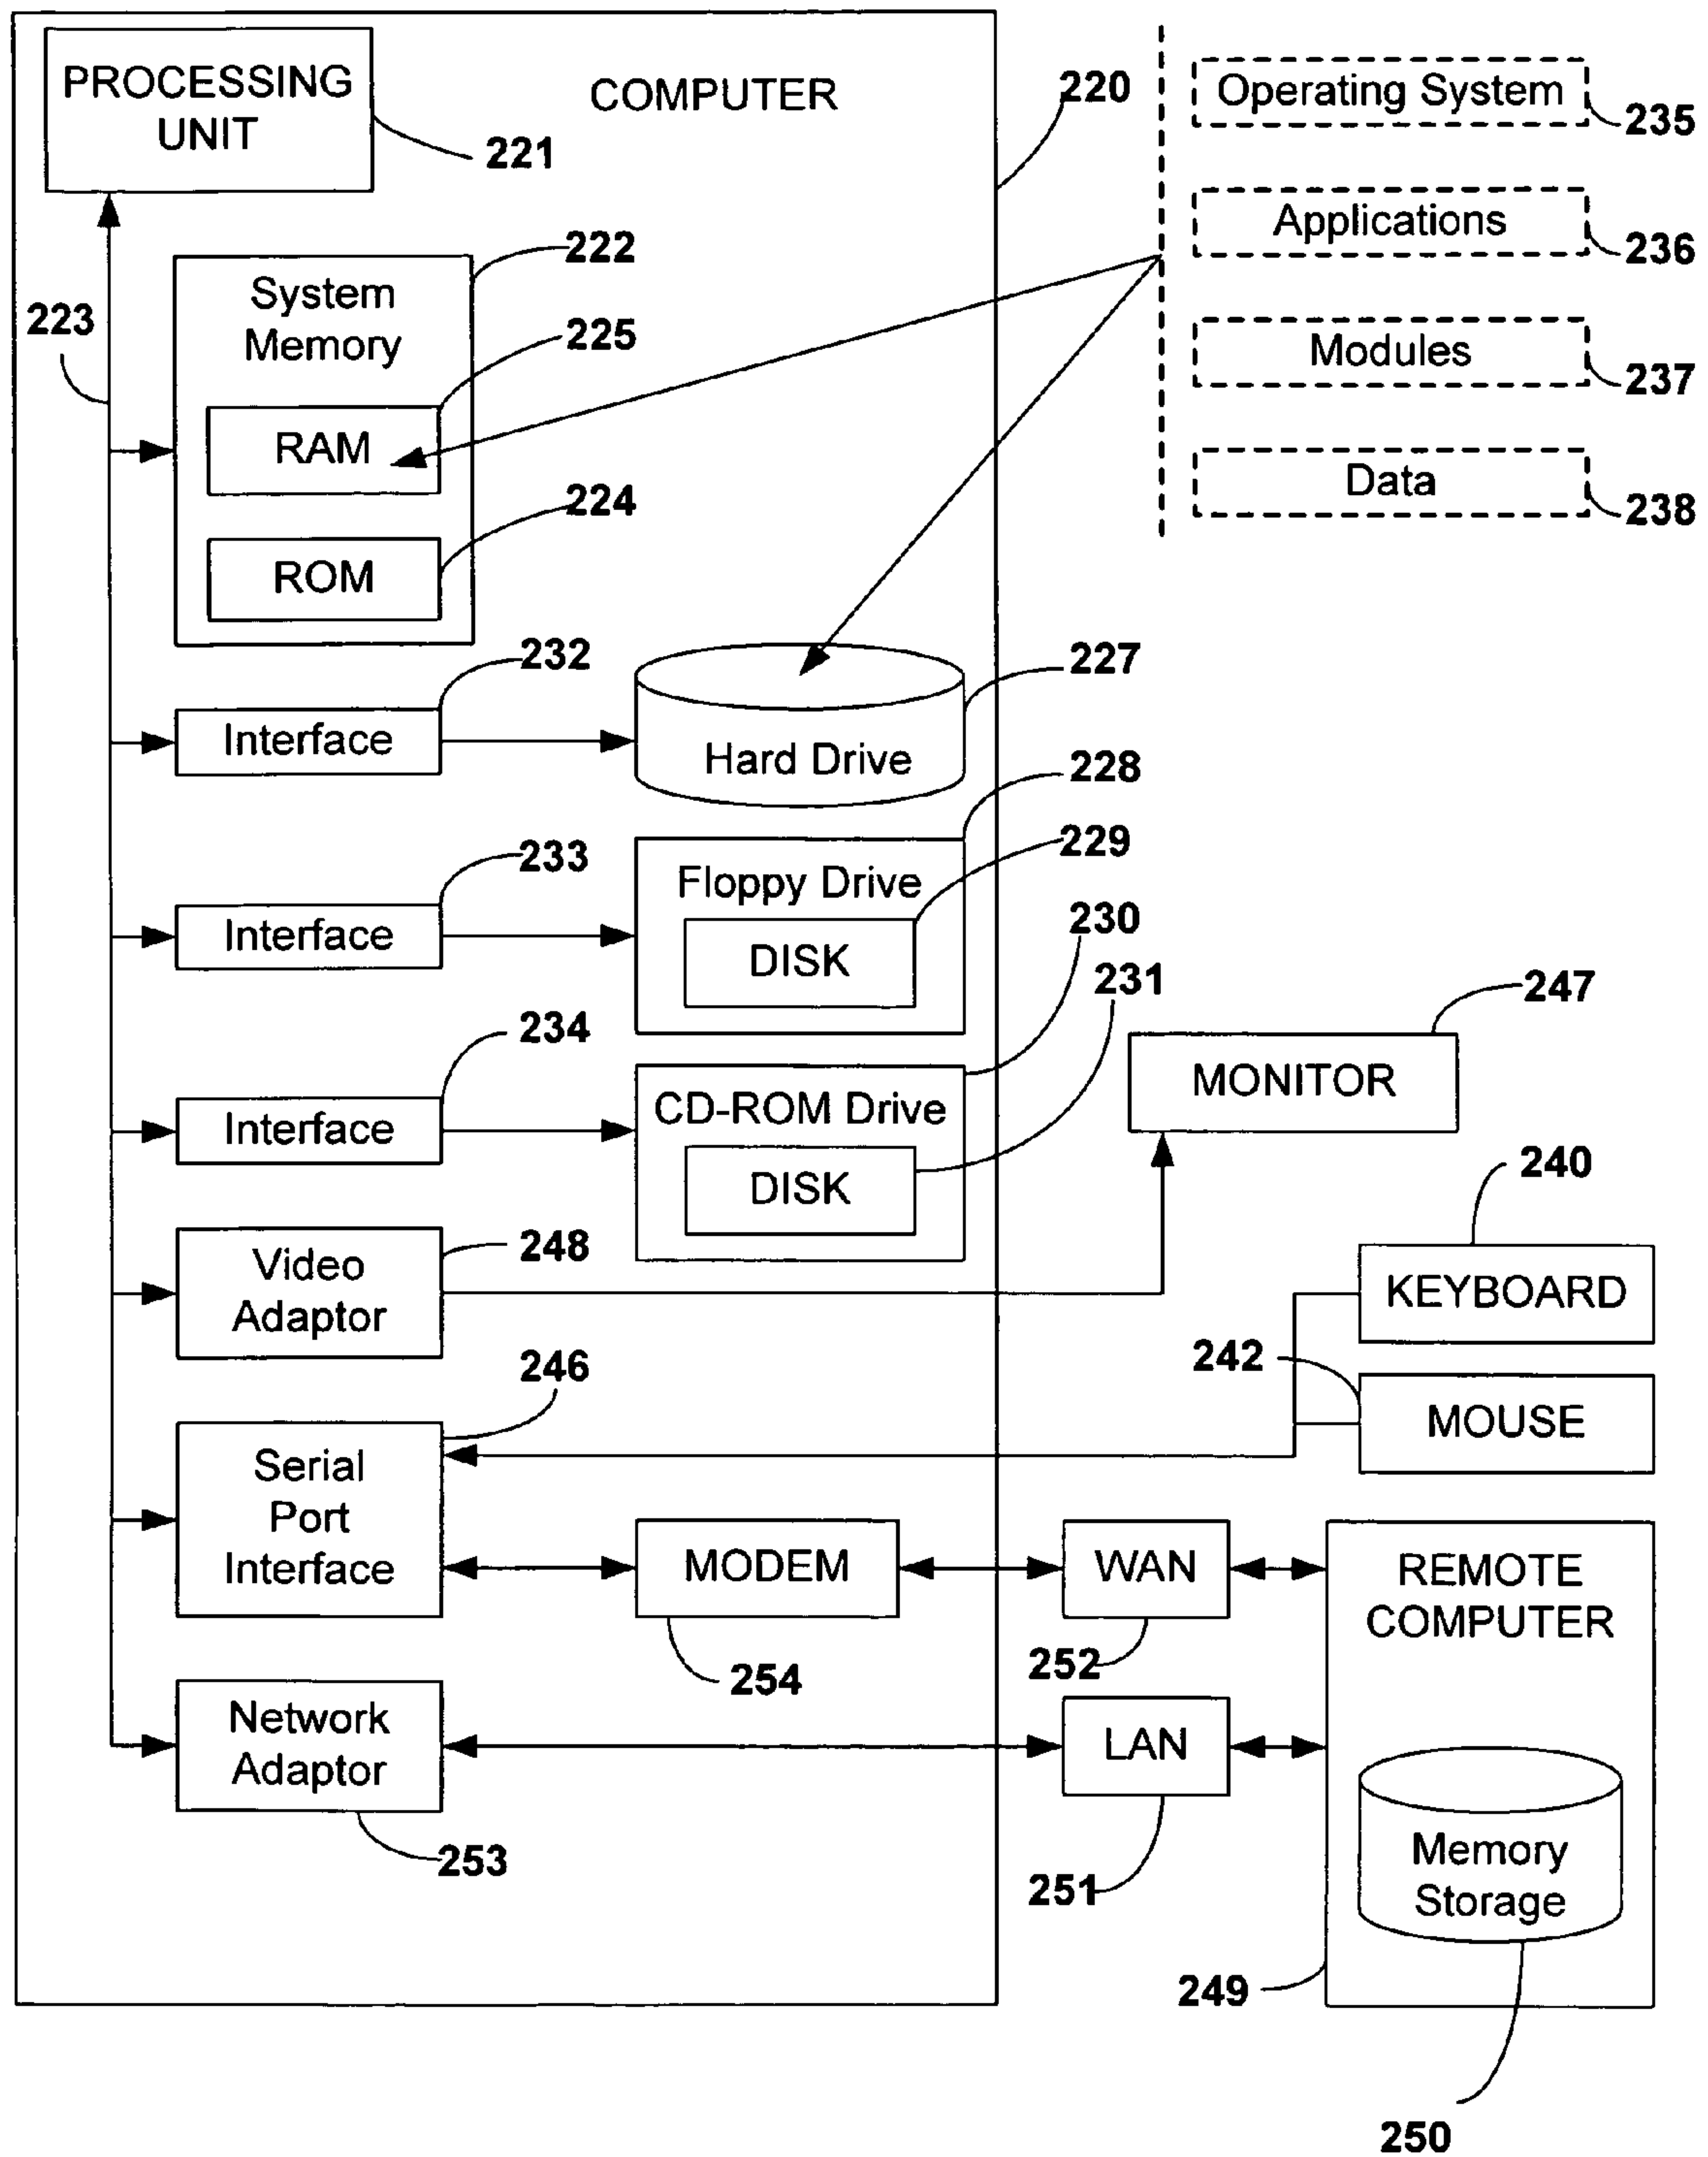 PROCESSING
UNIT
221
COMPUTER
220
Operating System
235
Applications
236
Modules
237
Data
238
223
System
Memory
222
225
RAM
224
ROM
232
Interface
227
Hard Drive
228
233
Interface
229
Floppy Drive
DISK
230
231
234
Interface
CD-ROM Drive
DISK
247
MONITOR
240
KEYBOARD
242
MOUSE
248
Video
Adaptor
246
Serial
Port
Interface
MODEM
254
WAN
252
REMOTE
COMPUTER
Network
Adaptor
253
LAN
251
Memory
Storage
249
250